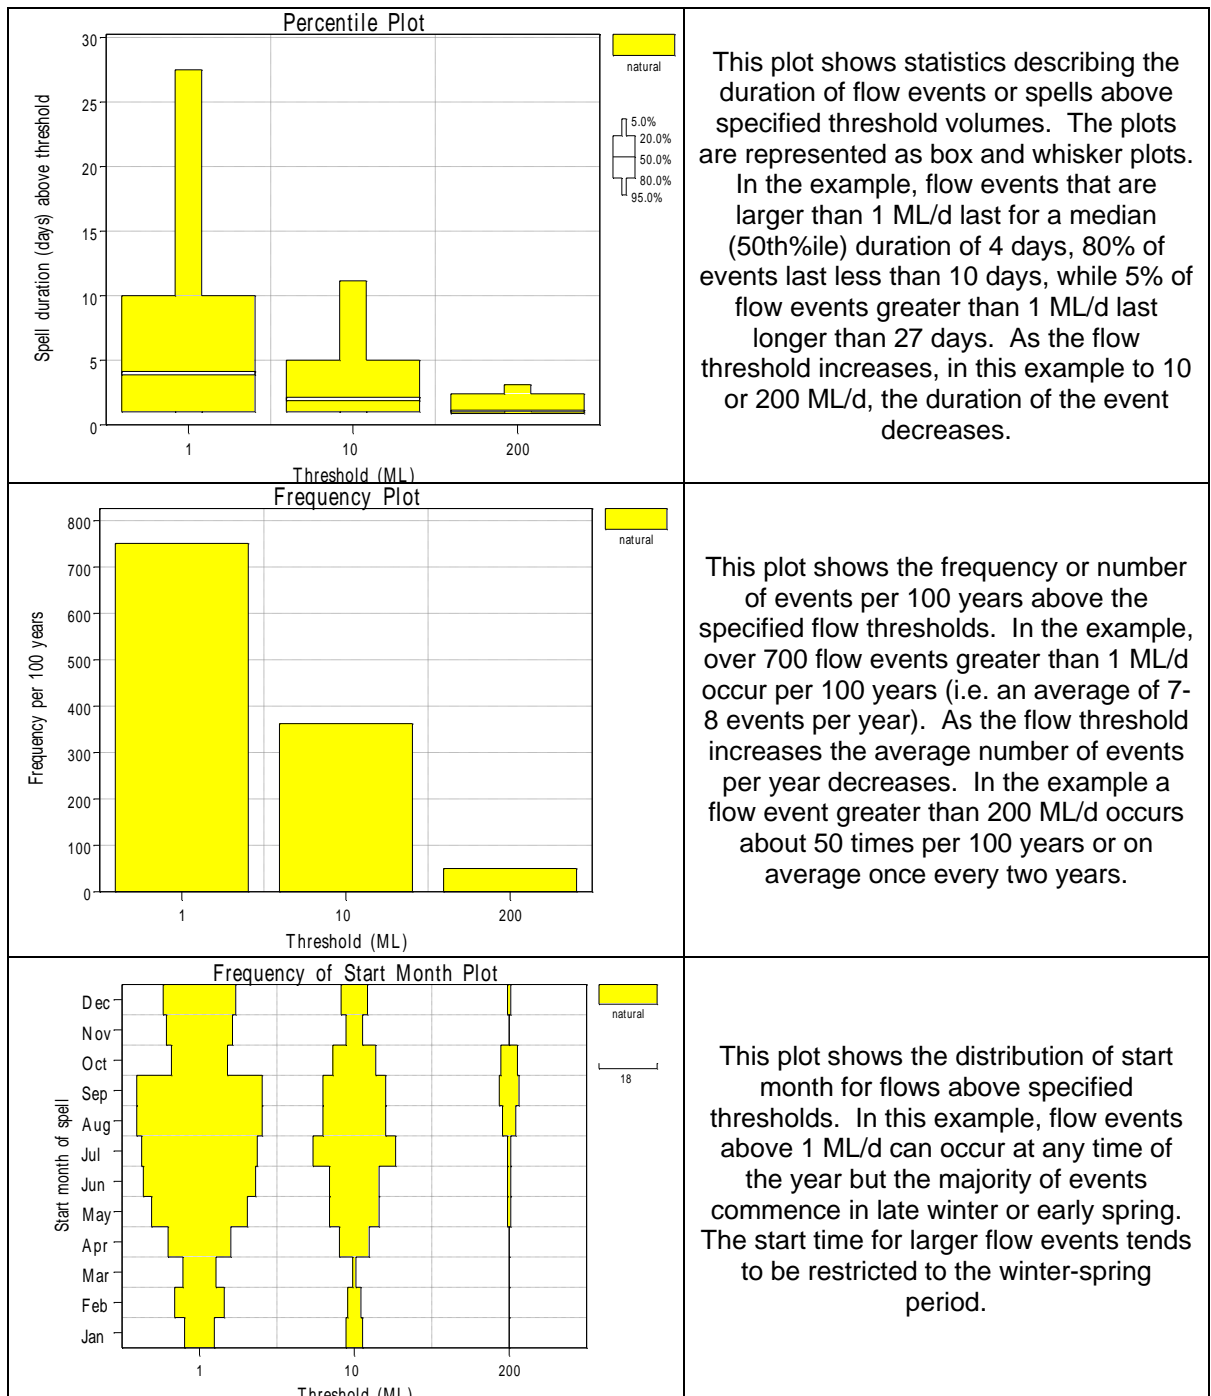 Percentile Plot
30
25
20
15
10
5
0
Spell duration (days) above threshold
1
10
200
Threshold (ML)
natural
5.0%
20.0%
50.0%
80.0%
95.0%
This plot shows statistics describing the
duration of flow events or spells above
specified threshold volumes. The plots
are represented as box and whisker plots.
In the example, flow events that are
larger than 1 ML/d last for a median
(50th%ile) duration of 4 days, 80% of
events last less than 10 days, while 5% of
flow events greater than 1 ML/d last
longer than 27 days. As the flow
threshold increases, in this example to 10
or 200 ML/d, the duration of the event
decreases.
Frequency Plot
800
700
600
500
400
300
200
100
0
Frequency per 100 years
1
10
200
Threshold (ML)
natural
This plot shows the frequency or number
of events per 100 years above the
specified flow thresholds. In the example,
over 700 flow events greater than 1 ML/d
occur per 100 years (i.e. an average of 7-
8 events per year). As the flow threshold
increases the average number of events
per year decreases. In the example a
flow event greater than 200 ML/d occurs
about 50 times per 100 years or on
average once every two years.
Frequency of Start Month Plot
Dec
Nov
Oct
Sep
Aug
Jul
Jun
May
Apr
Mar
Feb
Jan
Start month of spell
1
10
200
Threshold (ML)
natural
18
This plot shows the distribution of start
month for flows above specified
thresholds. In this example, flow events
above 1 ML/d can occur at any time of
the year but the majority of events
commence in late winter or early spring.
The start time for larger flow events tends
to be restricted to the winter-spring
period.